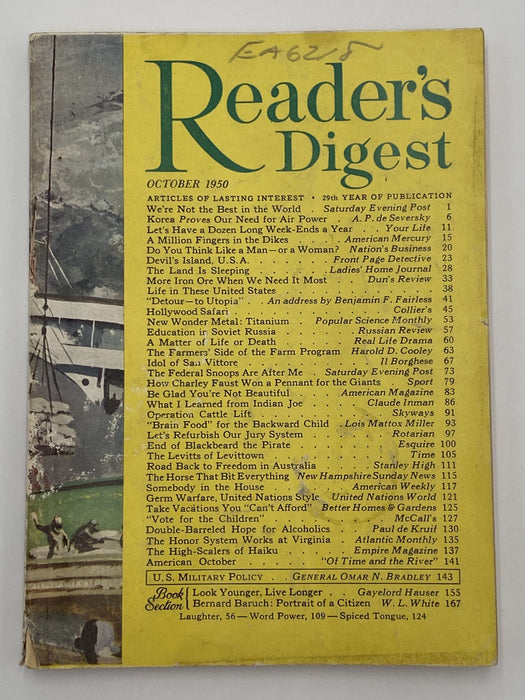 EA6218
Reader's
Digest
OCTOBER 1950
ARTICLES OF LASTING INTEREST • 29th YEAR OF PUBLICATION
We're Not the Best in the World . Saturday Evening Post 1
Korea Proves Our Need for Air Power . A. P. de Seversky 6
Let's Have a Dozen Long Week-Ends a Year . . Your Life 11
A Million Fingers in the Dikes . . American Mercury 15
Do You Think Like a Man—or a Woman? Nation's Business 20
Devil's Island, U.S.A. . . . Front Page Detective 23
The Land Is Sleeping . . . Ladies' Home Journal 28
More Iron Ore When We Need It Most . . Dun's Review 33
Life in These United States . . . . 38
"Detour—to Utopia" . An address by Benjamin F. Fairless 41
Hollywood Safari . . . . . Collier's 45
New Wonder Metal: Titanium . Popular Science Monthly 53
Education in Soviet Russia . . . Russian Review 57
A Matter of Life or Death . . . Real Life Drama 60
The Farmers' Side of the Farm Program Harold D. Cooley 63
Idol of San Vittore . . . . Il Borghese 67
The Federal Snoops Are After Me . Saturday Evening Post 73
How Charley Faust Won a Pennant for the Giants . Sport 79
Be Glad You're Not Beautiful . . American Magazine 83
What I Learned from Indian Joe . . Claude Inman 86
Operation Cattle Lift . . . . Skyways 91
"Brain Food" for the Backward Child . Lois Mattox Miller 93
Let's Refurbish Our Jury System . . . Rotarian 97
End of Blackbeard the Pirate . . . Esquire 100
The Levitts of Levittown . . . . Time 105
Road Back to Freedom in Australia . Stanley High 111
The Horse That Bit Everything New Hampshire Sunday News 115
Somebody in the House . . . American Weekly 117
Germ Warfare, United Nations Style . United Nations World 121
Take Vacations You "Can't Afford" Better Homes & Gardens 125
"Vote for the Children" . . . McCall's 127
Double-Barreled Hope for Alcoholics . Paul de Kruif 130
The Honor System Works at Virginia . Atlantic Monthly 135
The High-Scalers of Haiku . . Empire Magazine 137
American October . . . "Of Time and the River" 141
U.S. MILITARY POLICY . GENERAL OMAR N. BRADLEY 143
Book Section
Look Younger, Live Longer . . Gayelord Hauser 155
Bernard Baruch: Portrait of a Citizen . W. L. White 167
Laughter, 56—Word Power, 109—Spiced Tongue, 124